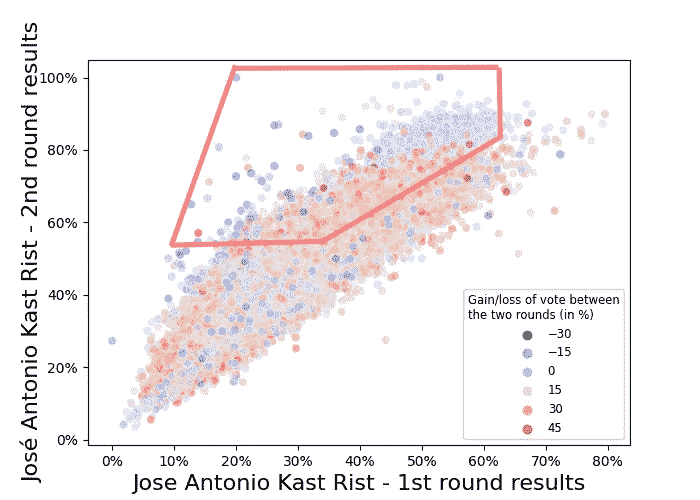 José Antonio Kast Rist - 2nd round results
100%
80%
60%
40%
20%
0%
Gain/loss of vote between
the two rounds (in %)
−30
−15
0
15
30
45
0% 10% 20% 30% 40% 50% 60% 70% 80%
Jose Antonio Kast Rist - 1st round results